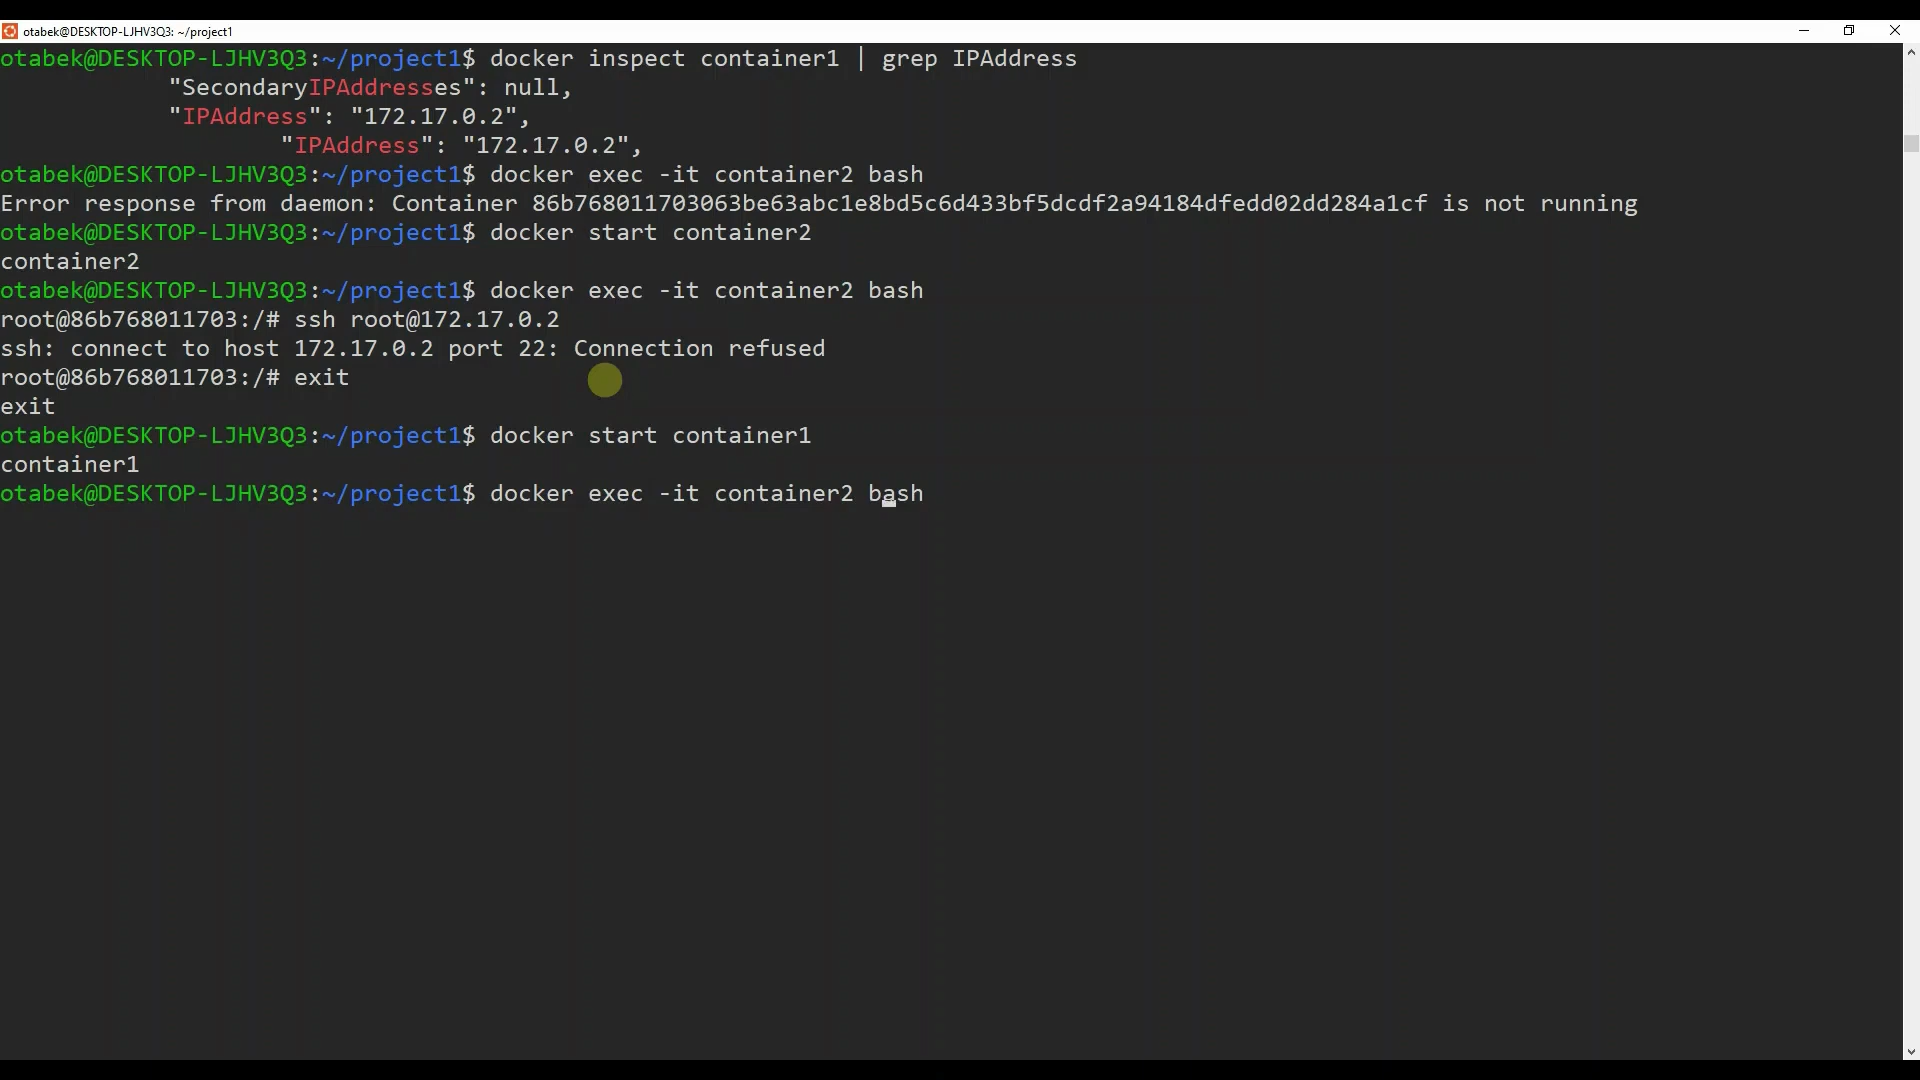 otabek@DESKTOP-LJHV3Q3: ~/project1
otabek@DESKTOP-LJHV3Q3:~/project1$ docker inspect container1 | grep IPAddress
            "SecondaryIPAddresses": null,
            "IPAddress": "172.17.0.2",
                    "IPAddress": "172.17.0.2",
otabek@DESKTOP-LJHV3Q3:~/project1$ docker exec -it container2 bash
Error response from daemon: Container 86b768011703063be63abc1e8bd5c6d433bf5dcdf2a94184dfedd02dd284a1cf is not running
otabek@DESKTOP-LJHV3Q3:~/project1$ docker start container2
container2
otabek@DESKTOP-LJHV3Q3:~/project1$ docker exec -it container2 bash
root@86b768011703:/# ssh root@172.17.0.2
ssh: connect to host 172.17.0.2 port 22: Connection refused
root@86b768011703:/# exit
exit
otabek@DESKTOP-LJHV3Q3:~/project1$ docker start container1
container1
otabek@DESKTOP-LJHV3Q3:~/project1$ docker exec -it container2 bash